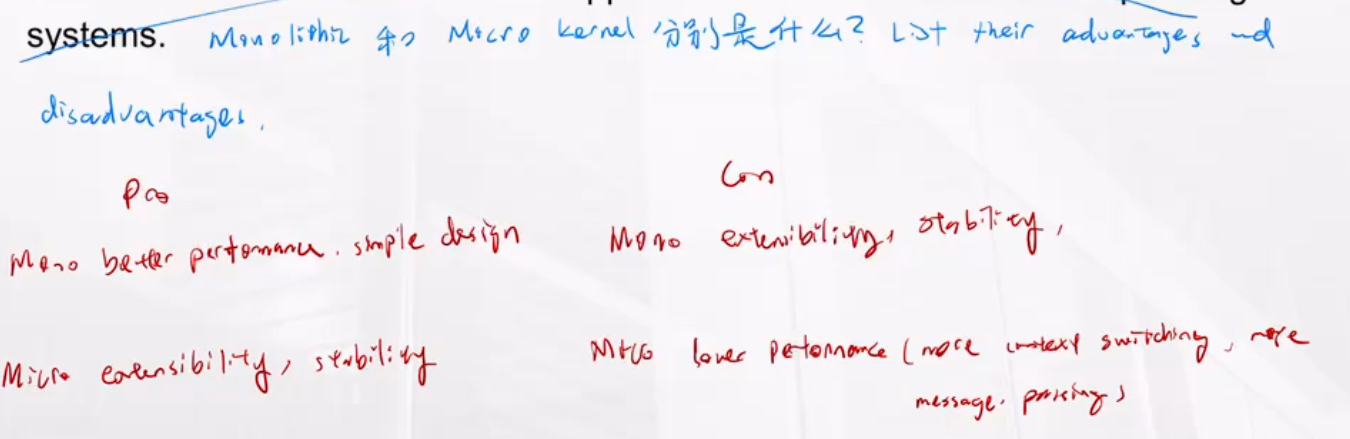 systems. Monolithic 和 Micro kernel 分别是什么? List their advantages and
disadvantages.
Pro
Con
Mono better performance. simple design
Mono extensibility, stability,
Micro extensibility, stability
Micro lower performance (more context switching, more
message. passing)